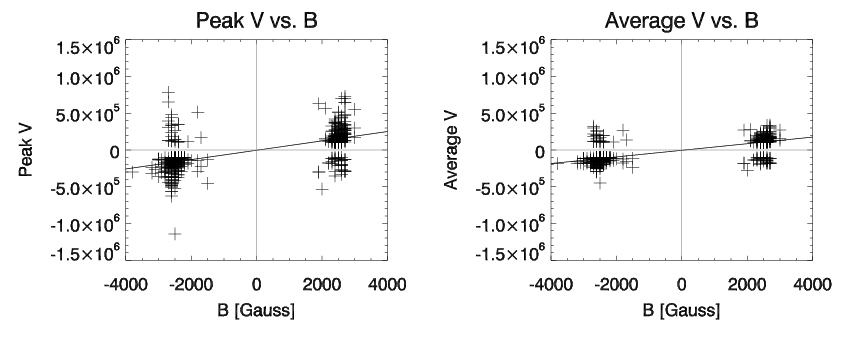 Peak V vs. B
1.5×10^6
1.0×10^6
5.0×10^5
0
-5.0×10^5
-1.0×10^6
-1.5×10^6
Peak V
-4000 -2000 0 2000 4000
B [Gauss]
Average V vs. B
1.5×10^6
1.0×10^6
5.0×10^5
0
-5.0×10^5
-1.0×10^6
-1.5×10^6
Average V
-4000 -2000 0 2000 4000
B [Gauss]